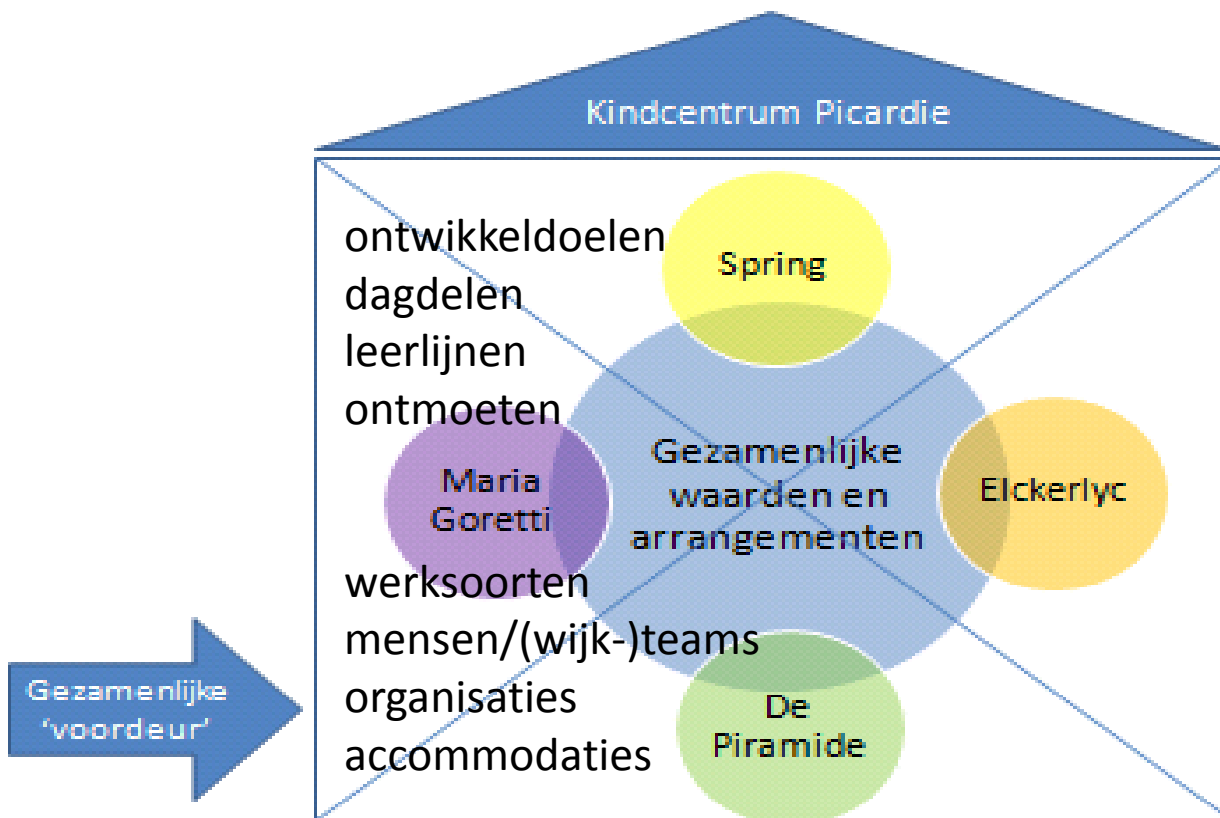 Kindcentrum Picardie
ontwikkeldoelen
dagdelen
leerlijnen
ontmoeten
Spring
Maria
Goretti
Gezamenlijke
waarden en
arrangementen
Elckerlyc
werksoorten
mensen/(wijk-)teams
organisaties
accommodaties
De
Piramide
Gezamenlijke
‘voordeur’